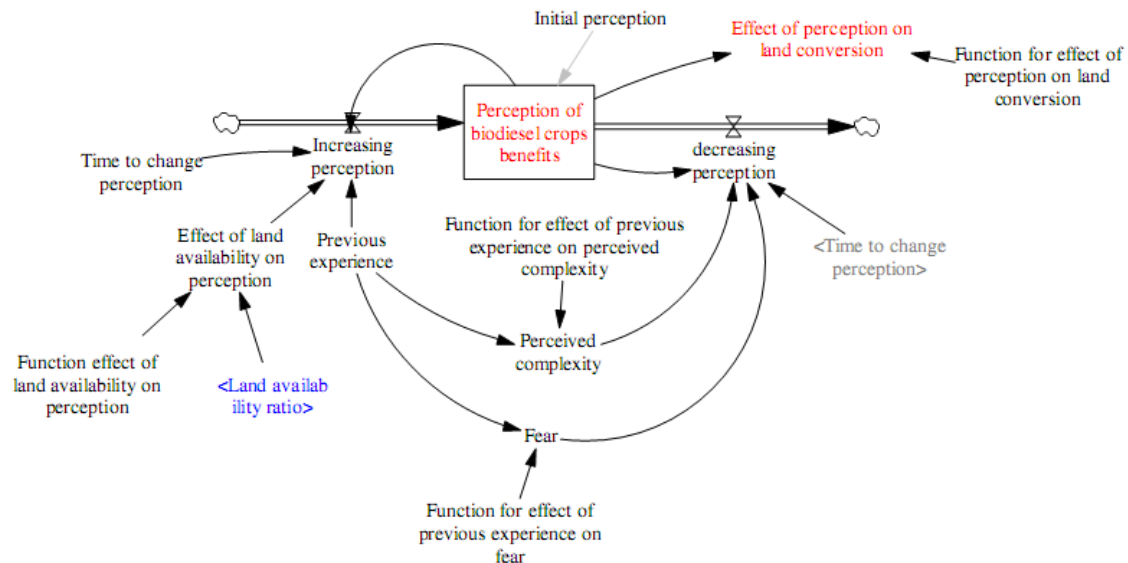 Initial perception
Effect of perception on
land conversion
Function for effect of
perception on land
conversion
Perception of
biodiesel crops
benefits
Increasing
perception
decreasing
perception
Time to change
perception
Effect of land
availability on
perception
Previous
experience
Function for effect of previous
experience on perceived
complexity
<Time to change
perception>
Perceived
complexity
Function effect of
land availability on
perception
<Land availab
ility ratio>
Fear
Function for effect of
previous experience on
fear